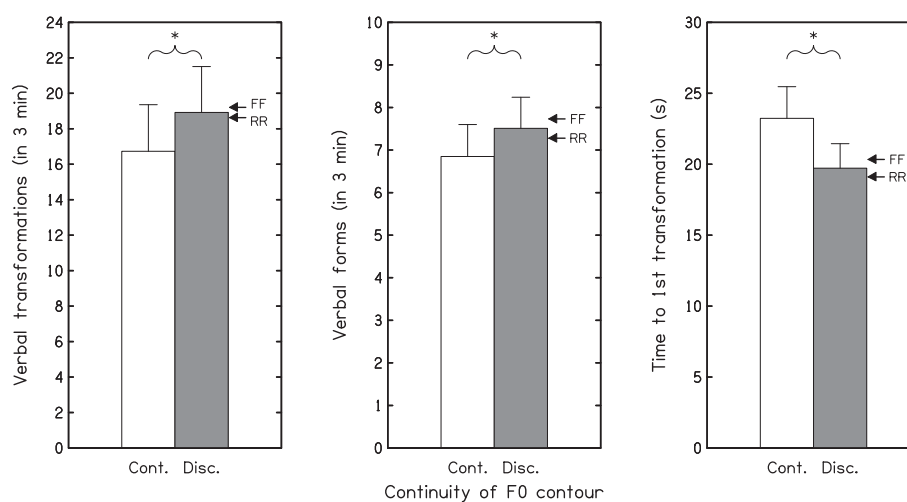 Verbal transformations (in 3 min)
24
22
20
18
16
14
12
10
8
6
4
2
0
*
FF
RR
Cont. Disc.
Verbal forms (in 3 min)
10
9
8
7
6
5
4
3
2
1
0
*
FF
RR
Cont. Disc.
Time to 1st transformation (s)
30
25
20
15
10
5
0
*
FF
RR
Cont. Disc.
Continuity of F0 contour